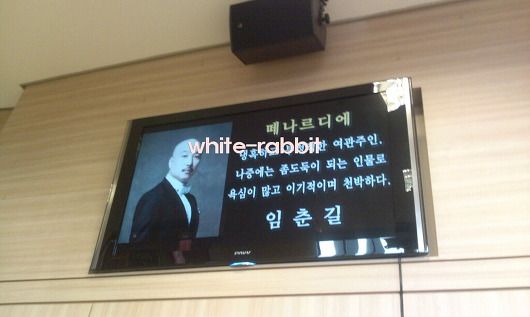 떼나르디에
white-rabbit
한 여관주인.
나중에는 좀도둑이 되는 인물로
욕심이 많고 이기적이며 천박하다.
임춘길